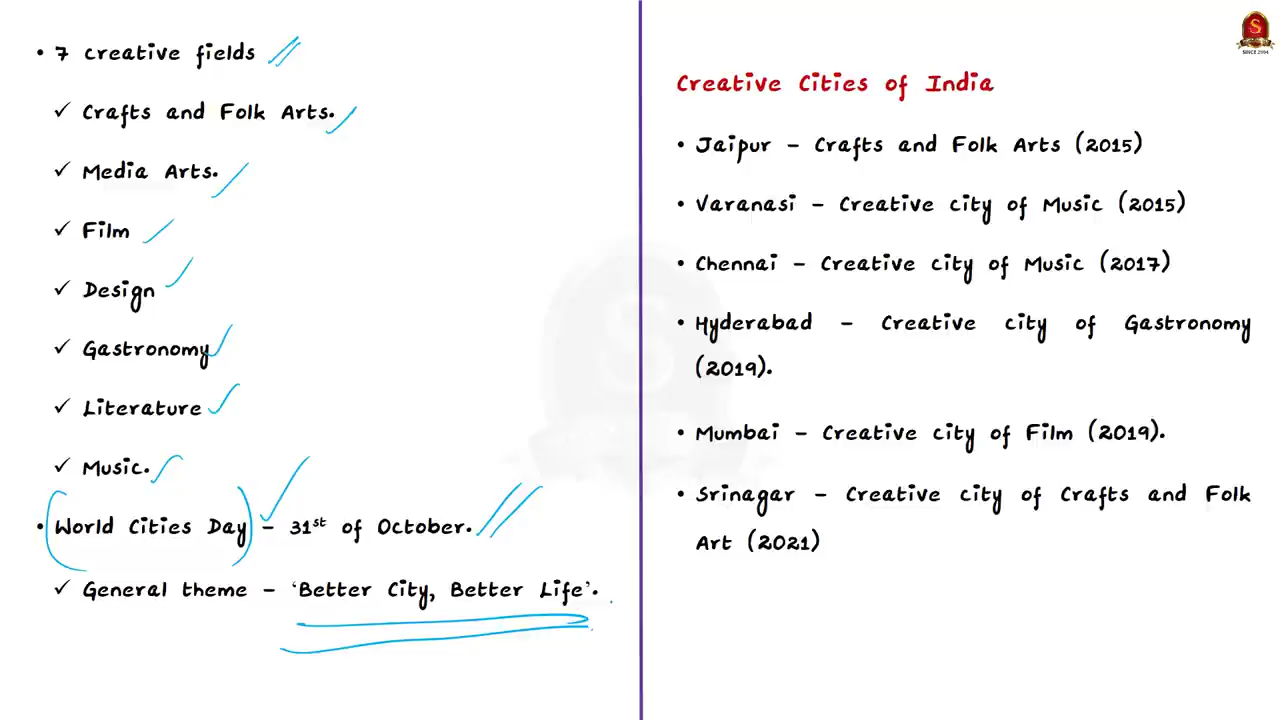 • 7 creative fields
✓ Crafts and Folk Arts.
✓ Media Arts.
✓ Film
✓ Design
✓ Gastronomy
✓ Literature
✓ Music.
• World Cities Day - 31st of October.
✓ General theme - 'Better City, Better Life'.
S
SINCE 2004
Creative Cities of India
• Jaipur - Crafts and Folk Arts (2015)
• Varanasi - Creative city of Music (2015)
• Chennai - Creative city of Music (2017)
• Hyderabad - Creative city of Gastronomy
(2019).
• Mumbai - Creative city of Film (2019).
• Srinagar - Creative city of Crafts and Folk
Art (2021)